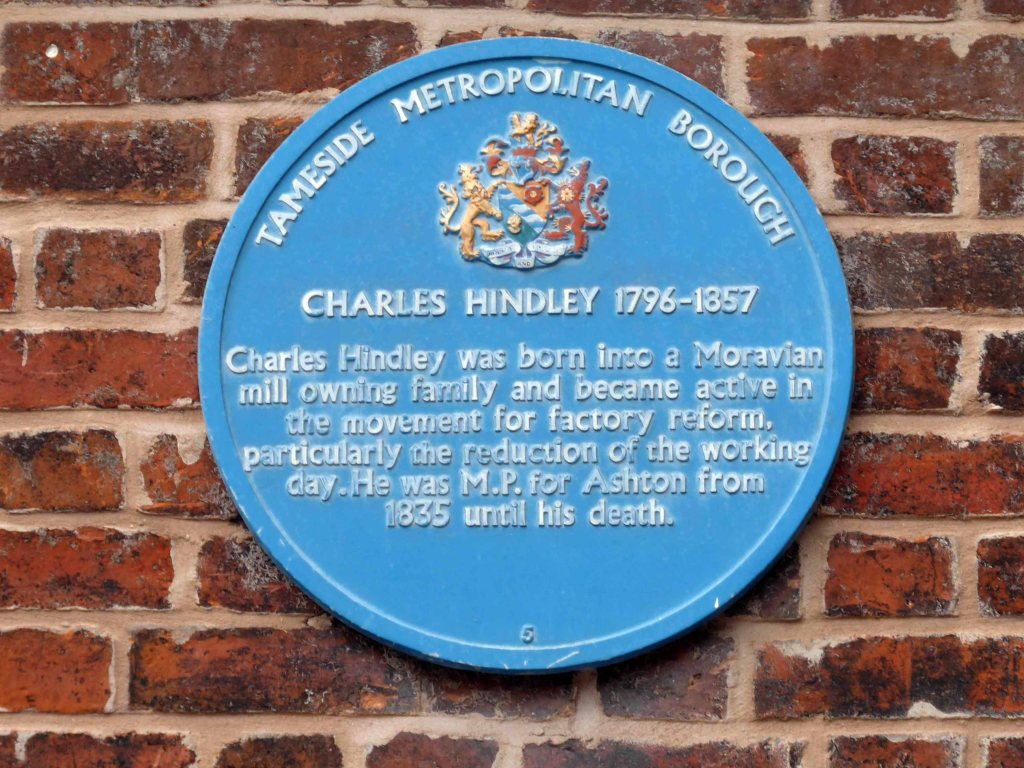 TAMESIDE METROPOLITAN BOROUGH
CHARLES HINDLEY 1796-1857
Charles Hindley was born into a Moravian
mill owning family and became active in
the movement for factory reform,
particularly the reduction of the working
day. He was M.P. for Ashton from
1835 until his death.
5